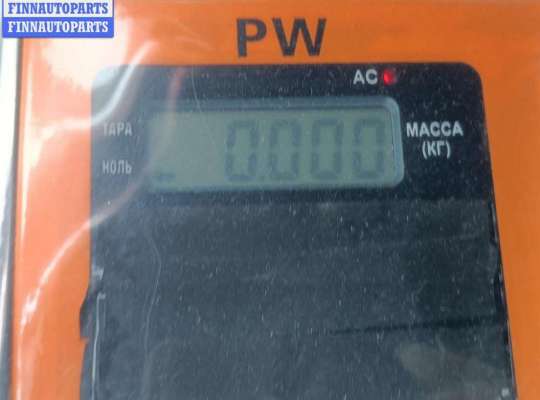 FINNAUTOPARTS
FINNAUTOPARTS
PW
AC
ТАРА
НОЛЬ
0.000
МАССА
(КГ)